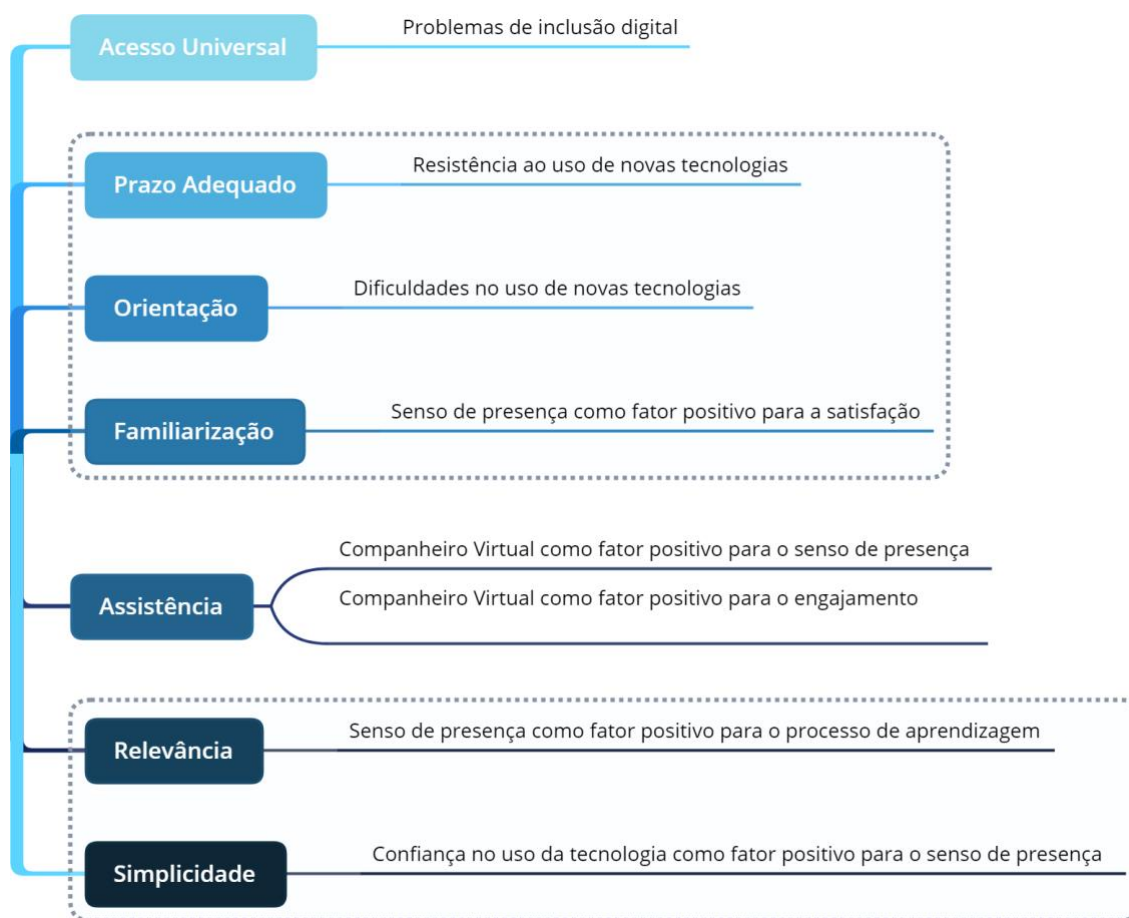 Acesso Universal
Problemas de inclusão digital
Prazo Adequado
Resistência ao uso de novas tecnologias
Orientação
Dificuldades no uso de novas tecnologias
Familiarização
Senso de presença como fator positivo para a satisfação
Assistência
Companheiro Virtual como fator positivo para o senso de presença
Companheiro Virtual como fator positivo para o engajamento
Relevância
Senso de presença como fator positivo para o processo de aprendizagem
Simplicidade
Confiança no uso da tecnologia como fator positivo para o senso de presença